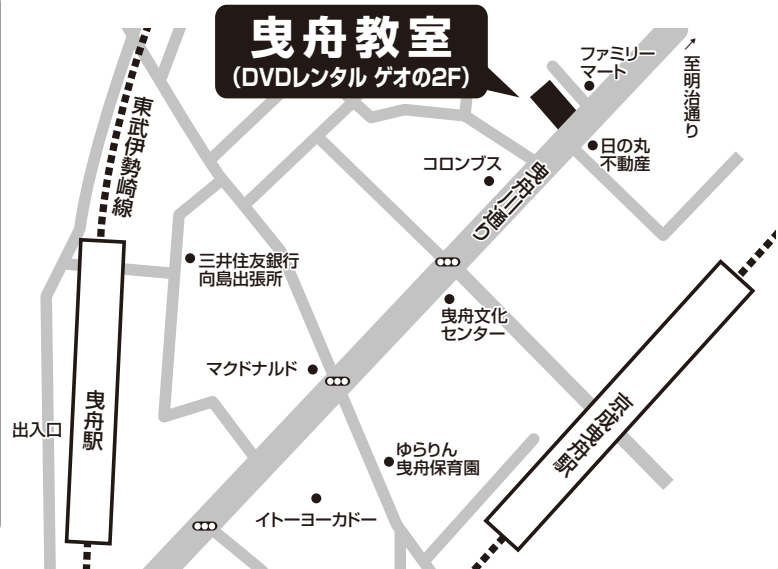 曳舟教室
(DVDレンタル ゲオの2F)
ファミリー
マート
↗至明治通り
日の丸
不動産
東武伊勢崎線
コロンブス
曳舟川通り
三井住友銀行
向島出張所
曳舟文化
センター
マクドナルド
曳舟駅
出入口
京成曳舟駅
ゆらりん
曳舟保育園
イトーヨーカドー